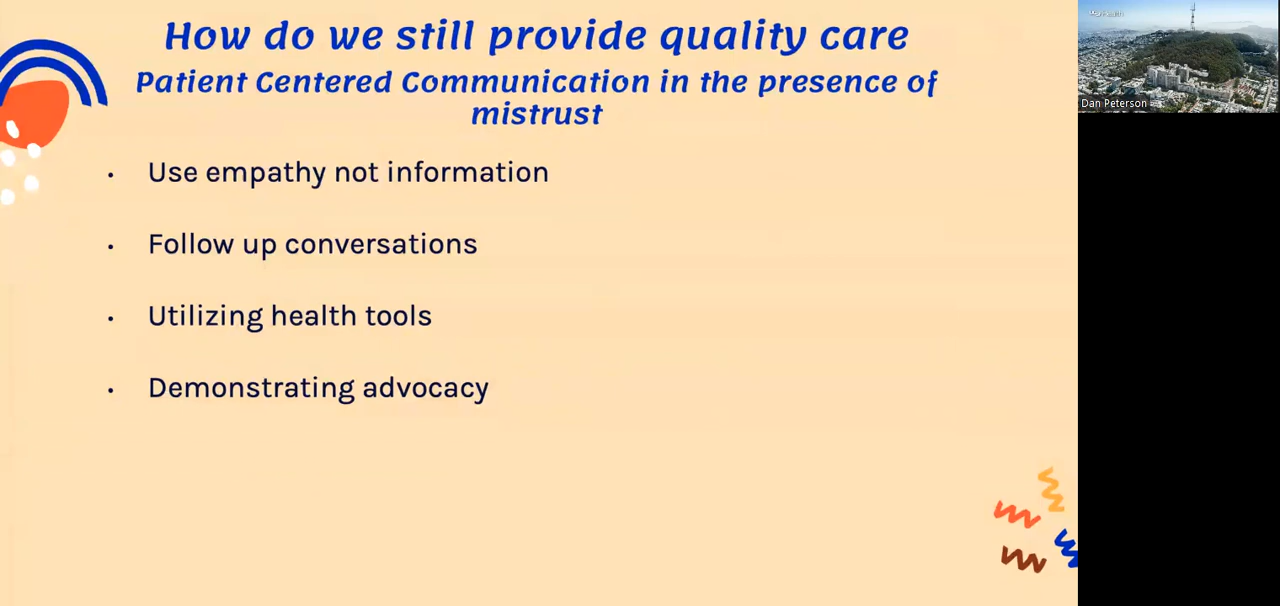 How do we still provide quality care
Patient Centered Communication in the presence of
mistrust
• Use empathy not information
• Follow up conversations
• Utilizing health tools
• Demonstrating advocacy
Dan Peterson